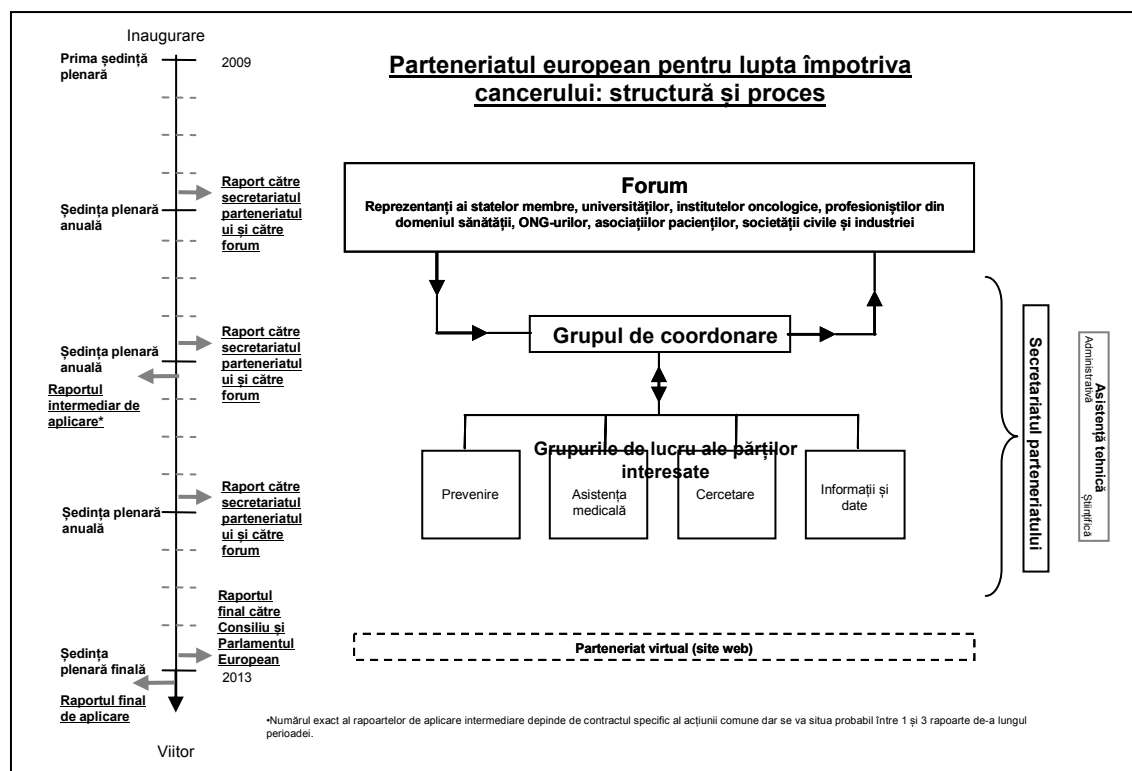 Inaugurare
Prima ședință
plenară
2009
Raport către
secretariatul
parteneriatul
ui și către
forum
Ședința plenară
anuală
Raport către
secretariatul
parteneriatul
ui și către
forum
Ședința plenară
anuală
Raportul
intermediar de
aplicare*
Raport către
secretariatul
parteneriatul
ui și către
forum
Ședința plenară
anuală
Raportul
final către
Consiliu și
Parlamentul
European
Ședința
plenară finală
2013
Raportul final
de aplicare
Viitor
Parteneriatul european pentru lupta împotriva
cancerului: structură și proces
Forum
Reprezentanți ai statelor membre, universităților, institutelor oncologice, profesioniștilor din
domeniul sănătății, ONG-urilor, asociațiilor pacienților, societății civile și industriei
Grupul de coordonare
Grupurile de lucru ale părților
interesate
Prevenire
Asistența
medicală
Cercetare
Informații și
date
Secretariatul parteneriatului
Asistență tehnică
Administrativă
Științifică
Parteneriat virtual (site web)
•Numărul exact al rapoartelor de aplicare intermediare depinde de contractul specific al acțiunii comune dar se va situa probabil între 1 și 3 rapoarte de-a lungul
perioadei.